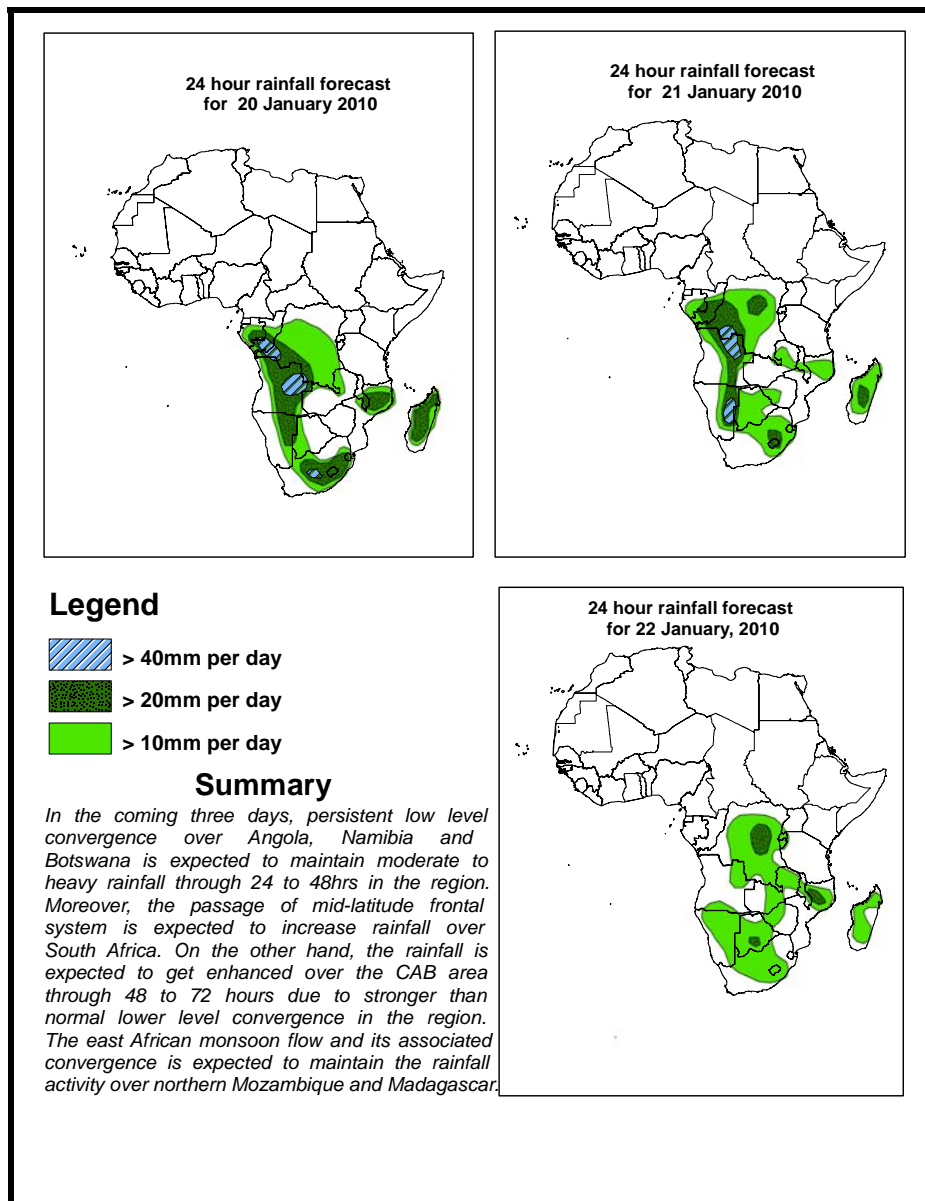 24 hour rainfall forecast
for 20 January 2010
24 hour rainfall forecast
for 21 January 2010
Legend
> 40mm per day
> 20mm per day
> 10mm per day
Summary
In the coming three days, persistent low level
convergence over Angola, Namibia and
Botswana is expected to maintain moderate to
heavy rainfall through 24 to 48hrs in the region.
Moreover, the passage of mid-latitude frontal
system is expected to increase rainfall over
South Africa. On the other hand, the rainfall is
expected to get enhanced over the CAB area
through 48 to 72 hours due to stronger than
normal lower level convergence in the region.
The east African monsoon flow and its associated
convergence is expected to maintain the rainfall
activity over northern Mozambique and Madagascar.
24 hour rainfall forecast
for 22 January, 2010